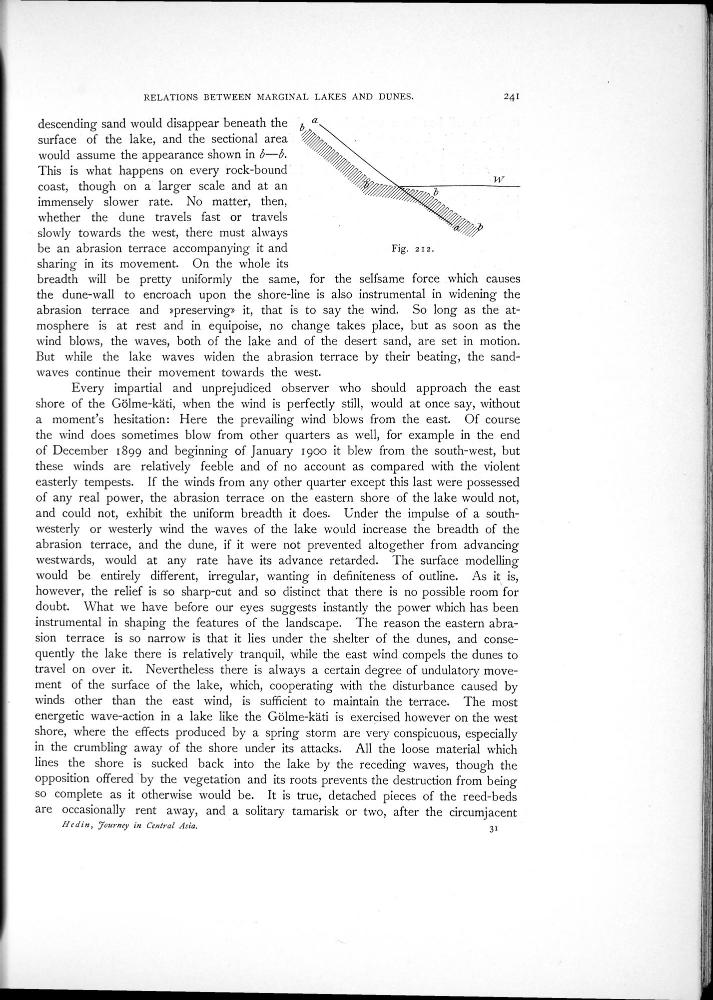 RELATIONS BETWEEN MARGINAL LAKES AND DUNES. 241
descending sand would disappear beneath the
surface of the lake, and the sectional area
would assume the appearance shown in b—b.
This is what happens on every rock-bound
coast, though on a larger scale and at an
immensely slower rate. No matter, then,
whether the dune travels fast or travels
slowly towards the west, there must always
be an abrasion terrace accompanying it and
sharing in its movement. On the whole its
b a
b b W
a b
Fig. 212.
breadth will be pretty uniformly the same, for the selfsame force which causes
the dune-wall to encroach upon the shore-line is also instrumental in widening the
abrasion terrace and »preserving» it, that is to say the wind. So long as the at-
mosphere is at rest and in equipoise, no change takes place, but as soon as the
wind blows, the waves, both of the lake and of the desert sand, are set in motion.
But while the lake waves widen the abrasion terrace by their beating, the sand-
waves continue their movement towards the west.
Every impartial and unprejudiced observer who should approach the east
shore of the Gölme-käti, when the wind is perfectly still, would at once say, without
a moment's hesitation: Here the prevailing wind blows from the east. Of course
the wind does sometimes blow from other quarters as well, for example in the end
of December 1899 and beginning of January 1900 it blew from the south-west, but
these winds are relatively feeble and of no account as compared with the violent
easterly tempests. If the winds from any other quarter except this last were possessed
of any real power, the abrasion terrace on the eastern shore of the lake would not,
and could not, exhibit the uniform breadth it does. Under the impulse of a south-
westerly or westerly wind the waves of the lake would increase the breadth of the
abrasion terrace, and the dune, if it were not prevented altogether from advancing
westwards, would at any rate have its advance retarded. The surface modelling
would be entirely different, irregular, wanting in definiteness of outline. As it is,
however, the relief is so sharp-cut and so distinct that there is no possible room for
doubt. What we have before our eyes suggests instantly the power which has been
instrumental in shaping the features of the landscape. The reason the eastern abra-
sion terrace is so narrow is that it lies under the shelter of the dunes, and conse-
quently the lake there is relatively tranquil, while the east wind compels the dunes to
travel on over it. Nevertheless there is always a certain degree of undulatory move-
ment of the surface of the lake, which, cooperating with the disturbance caused by
winds other than the east wind, is sufficient to maintain the terrace. The most
energetic wave-action in a lake like the Gölme-käti is exercised however on the west
shore, where the effects produced by a spring storm are very conspicuous, especially
in the crumbling away of the shore under its attacks. All the loose material which
lines the shore is sucked back into the lake by the receding waves, though the
opposition offered by the vegetation and its roots prevents the destruction from being
so complete as it otherwise would be. It is true, detached pieces of the reed-beds
are occasionally rent away, and a solitary tamarisk or two, after the circumjacent
Hedin, Journey in Central Asia. 31